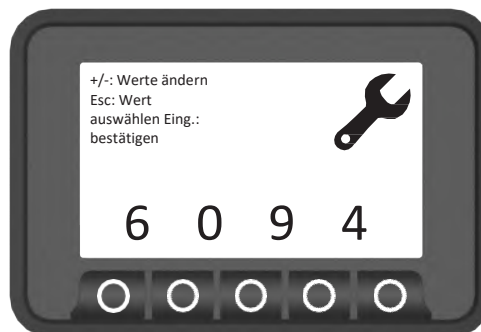 +/-: Werte ändern
Esc: Wert
auswählen Eing.:
bestätigen
6 0 9 4